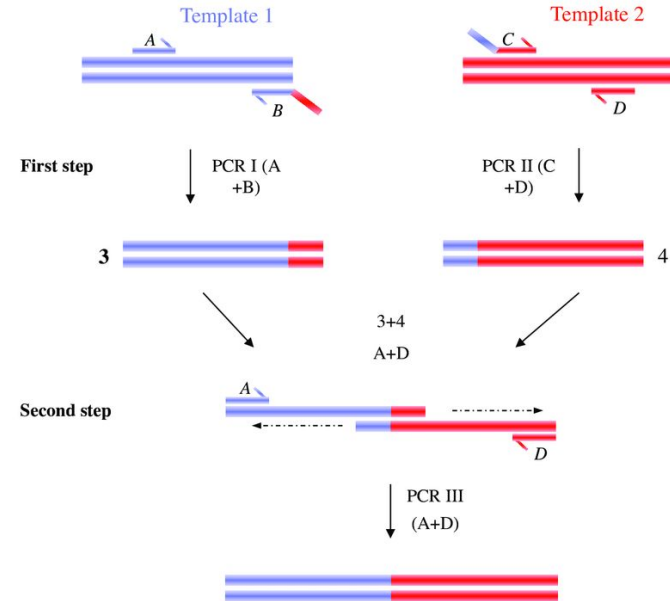 Template 1
Template 2
A
C
B
D
First step
PCR I (A
+B)
PCR II (C
+D)
3
4
3+4
A+D
A
Second step
D
PCR III
(A+D)